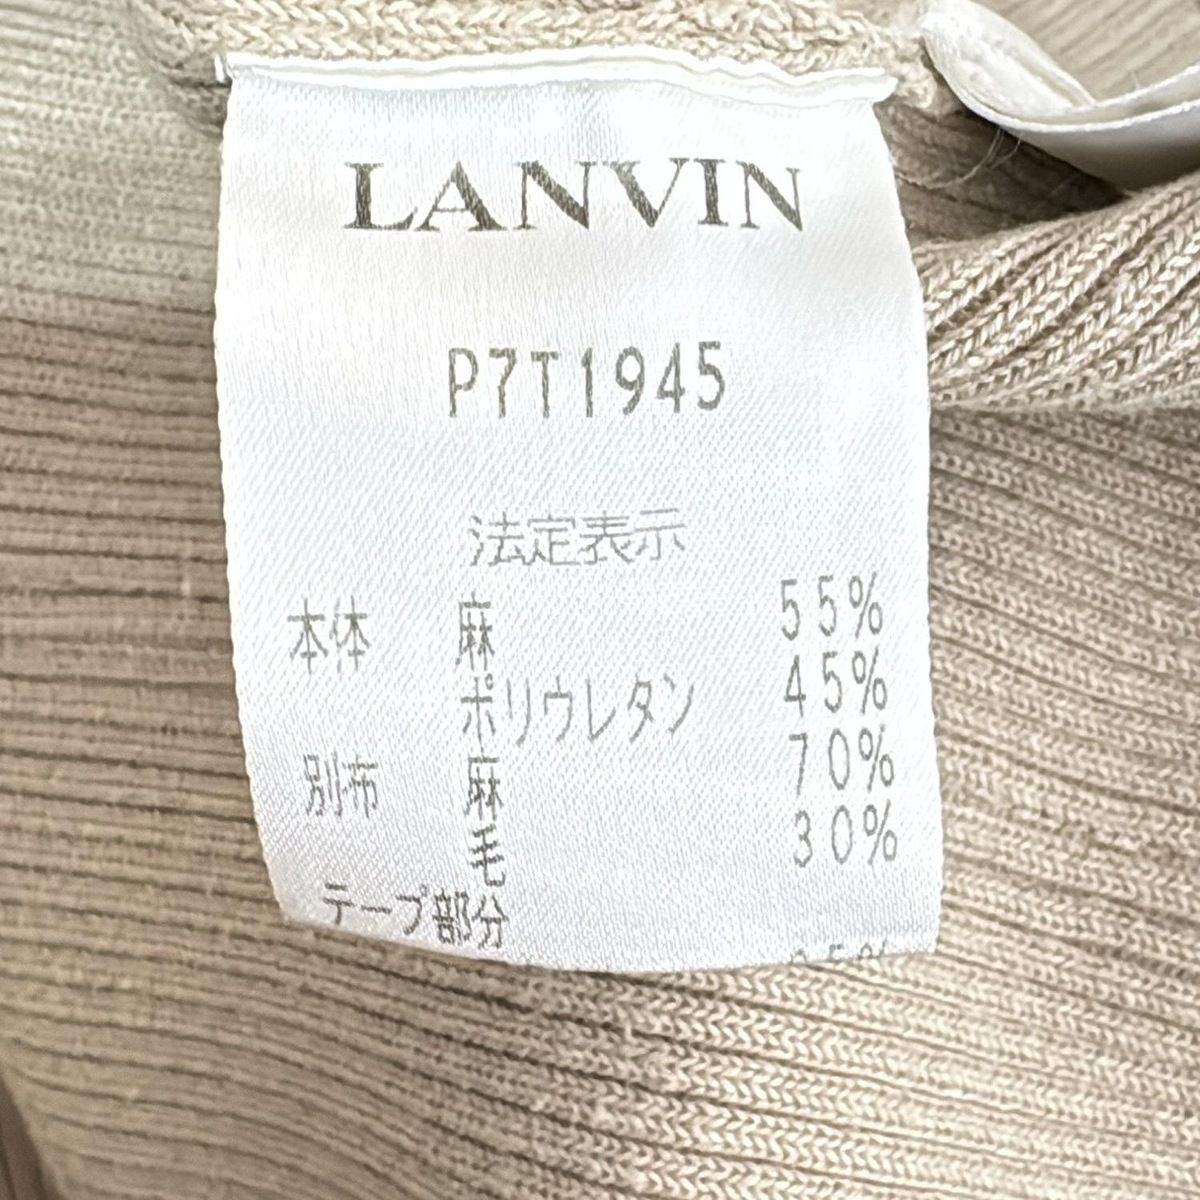 LANVIN
P7T1945
法定表示
本体 麻 55%
ポリウレタン 45%
別布 麻 70%
毛 30%
テープ部分